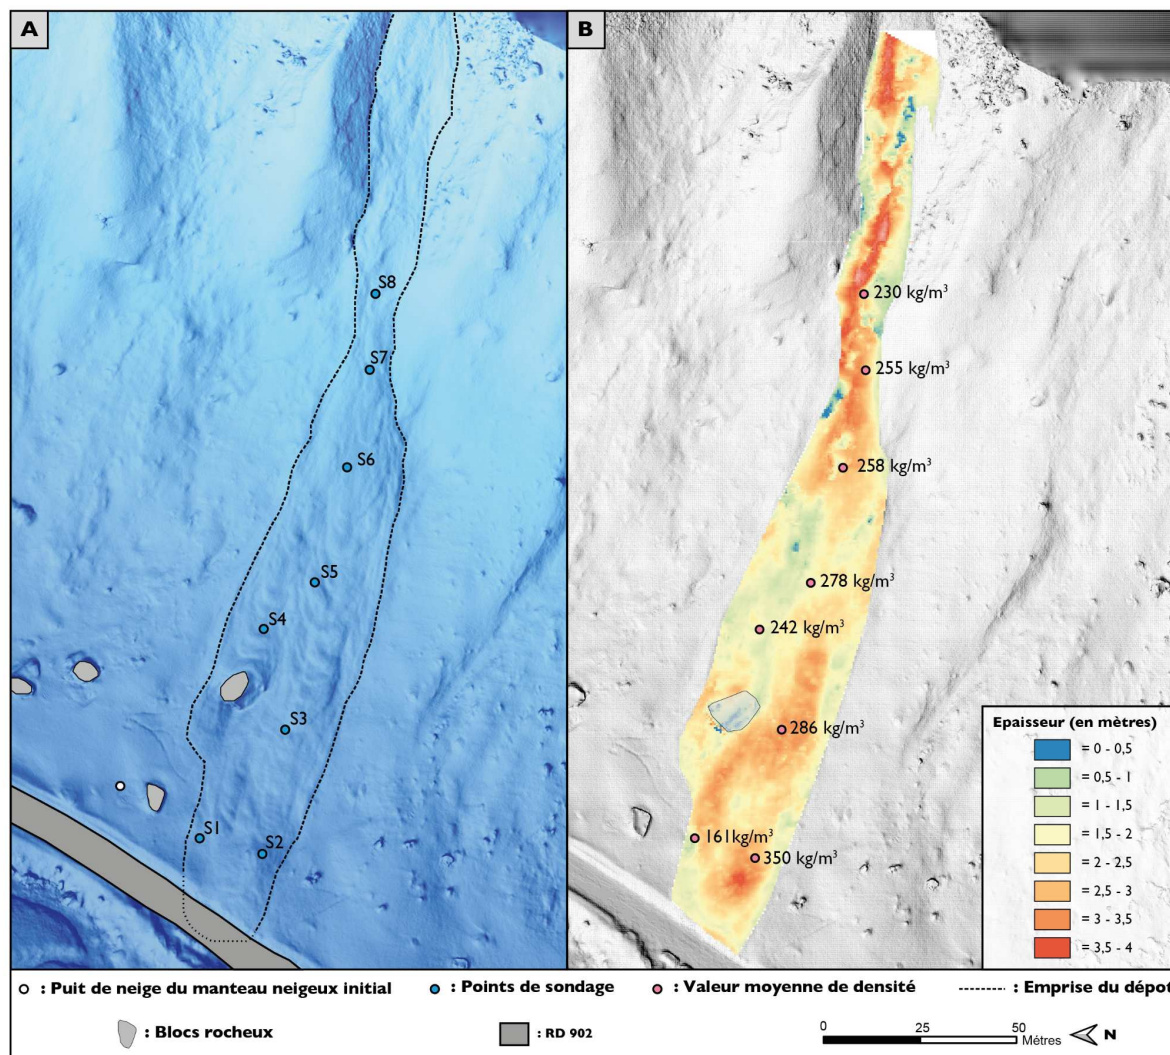 A
B
S8
S7
S6
S5
S4
S3
S1
S2
230 kg/m³
255 kg/m³
258 kg/m³
278 kg/m³
242 kg/m³
286 kg/m³
161kg/m³
350 kg/m³
Epaisseur (en mètres)
= 0 - 0,5
= 0,5 - 1
= 1 - 1,5
= 1,5 - 2
= 2 - 2,5
= 2,5 - 3
= 3 - 3,5
= 3,5 - 4
: Puit de neige du manteau neigeux initial
: Points de sondage
: Valeur moyenne de densité
: Emprise du dépot
: Blocs rocheux
: RD 902
0 25 50
Métres
N